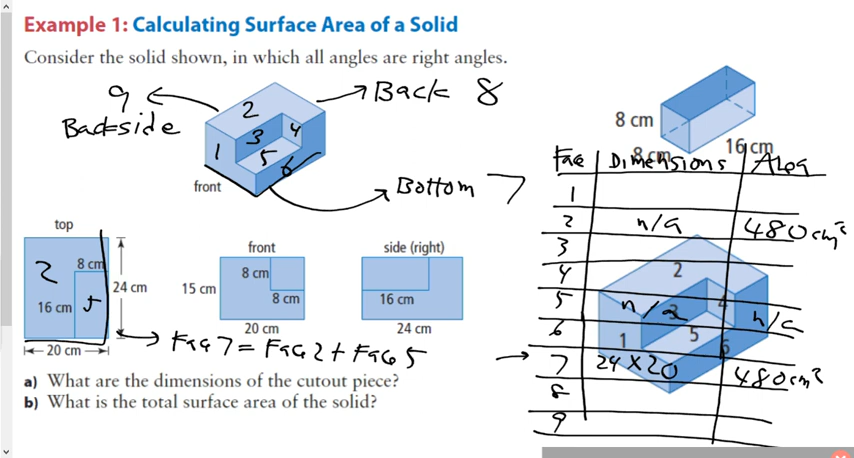 Example 1: Calculating Surface Area of a Solid
Consider the solid shown, in which all angles are right angles.
9
Backside
Back 8
2
3
4
1
5
6
front
Bottom 7
8 cm
8 cm
16 cm
top
2
8 cm
16 cm
5
24 cm
20 cm
front
15 cm
8 cm
8 cm
20 cm
side (right)
16 cm
24 cm
Face 7 = Face 2 + Face 5
a) What are the dimensions of the cutout piece?
b) What is the total surface area of the solid?
Face Dimensions Area
1
2 n/a 480cm²
3
4
5 n/a n/a
6
7 24 x 20 480cm²
8
9
2
3
4
1
5
6